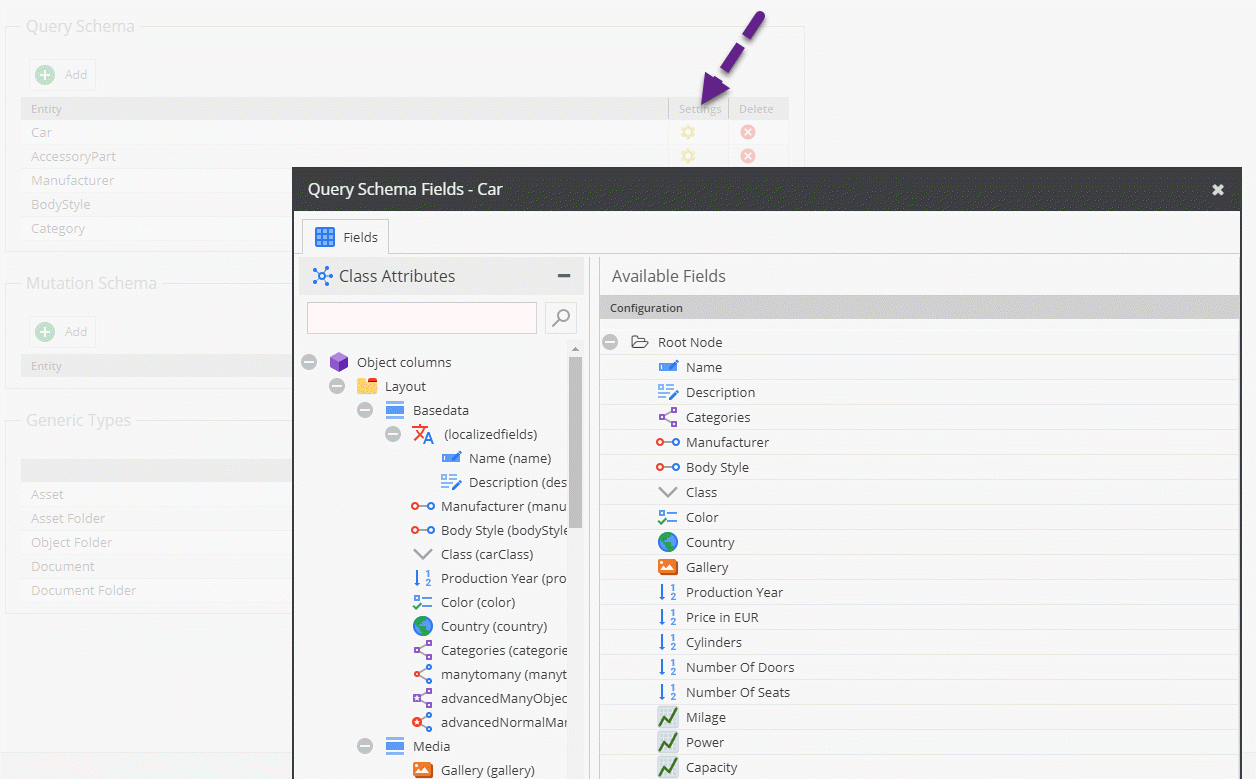 Query Schema
Add
Entity Settings Delete
Car
AccessoryPart
Manufacturer
BodyStyle
Category
Mutation Schema
Add
Entity
Generic Types
Asset
Asset Folder
Object Folder
Document
Document Folder
Query Schema Fields - Car
Fields
Class Attributes
Object columns
Layout
Basedata
(localizedfields)
Name (name)
Description (des
Manufacturer (manu
Body Style (bodyStyle
Class (carClass)
Production Year (pro
Color (color)
Country (country)
Categories (categorie
manytomany (manyt
advancedManyObjec
advancedNormalMar
Media
Gallery (gallery)
Available Fields
Configuration
Root Node
Name
Description
Categories
Manufacturer
Body Style
Class
Color
Country
Gallery
Production Year
Price in EUR
Cylinders
Number Of Doors
Number Of Seats
Milage
Power
Capacity